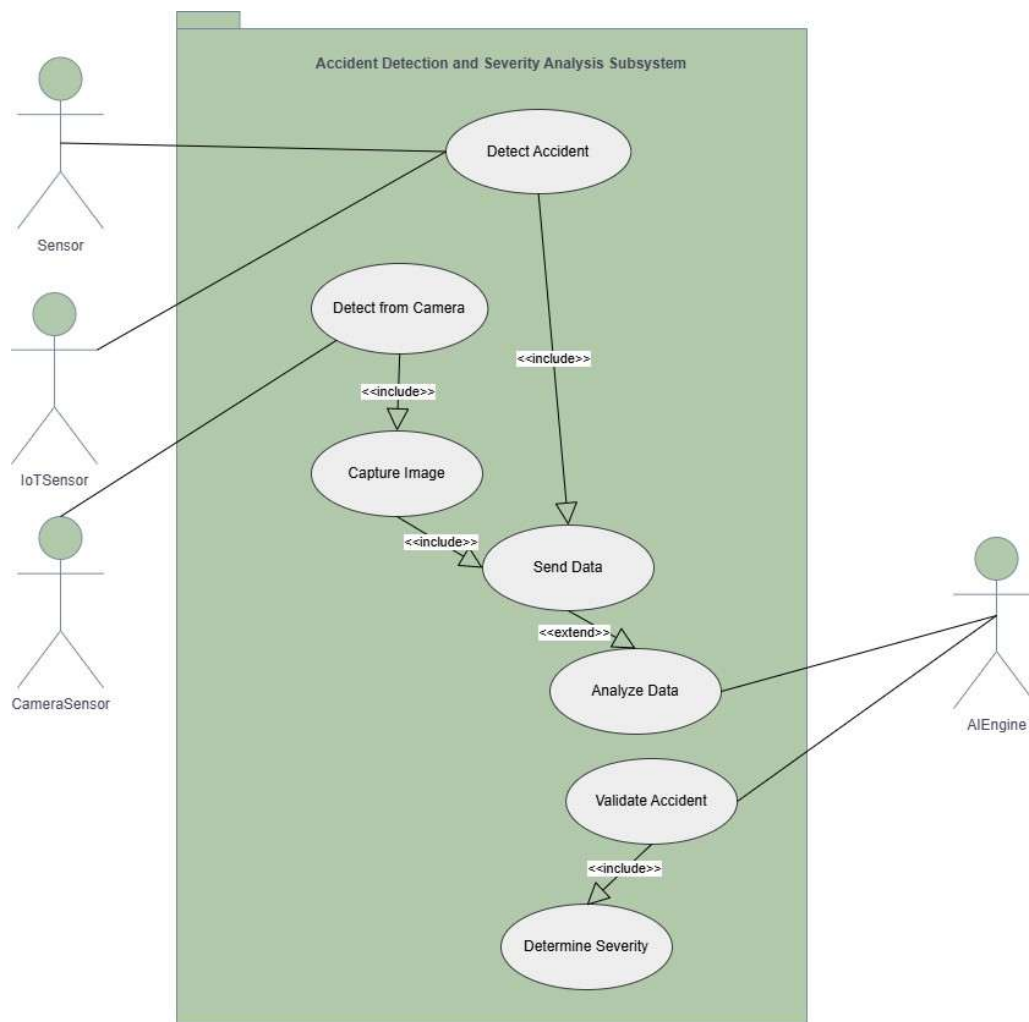 Accident Detection and Severity Analysis Subsystem
Detect Accident
Sensor
Detect from Camera
<<include>>
<<include>>
Capture Image
IoTSensor
<<include>>
Send Data
<<extend>>
Analyze Data
CameraSensor
AIEngine
Validate Accident
<<include>>
Determine Severity